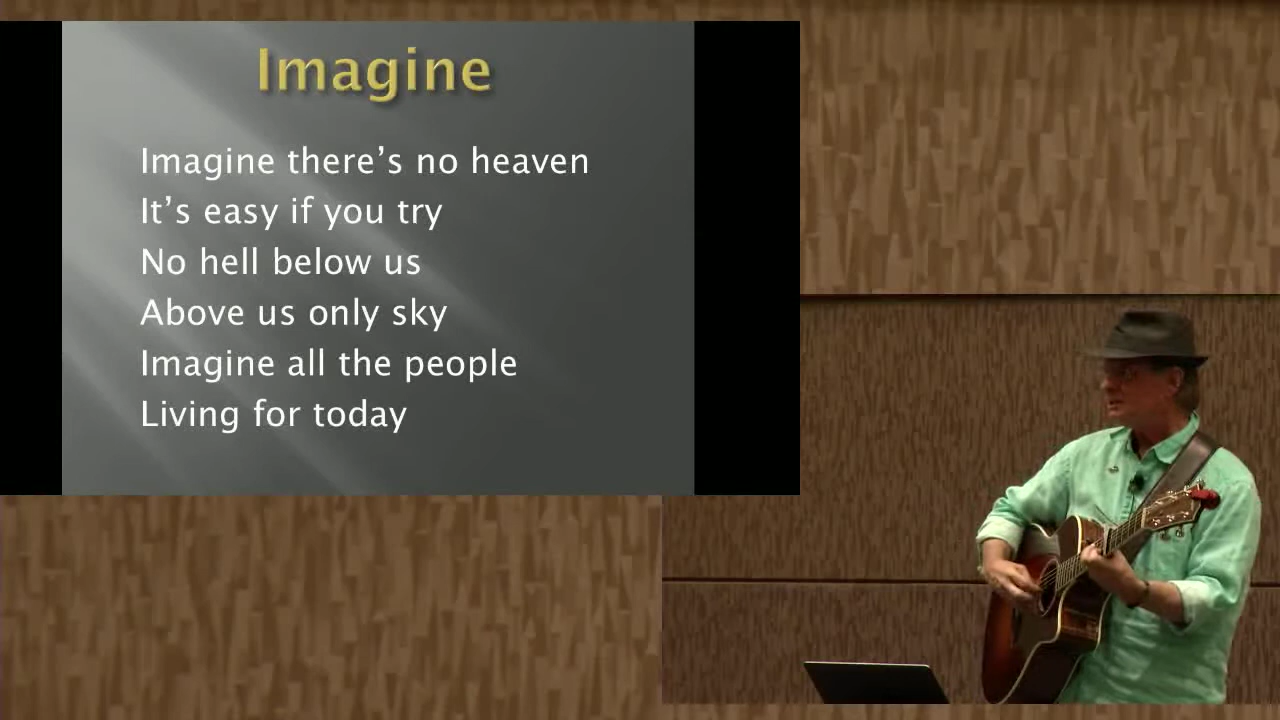 Imagine
Imagine there’s no heaven
It’s easy if you try
No hell below us
Above us only sky
Imagine all the people
Living for today